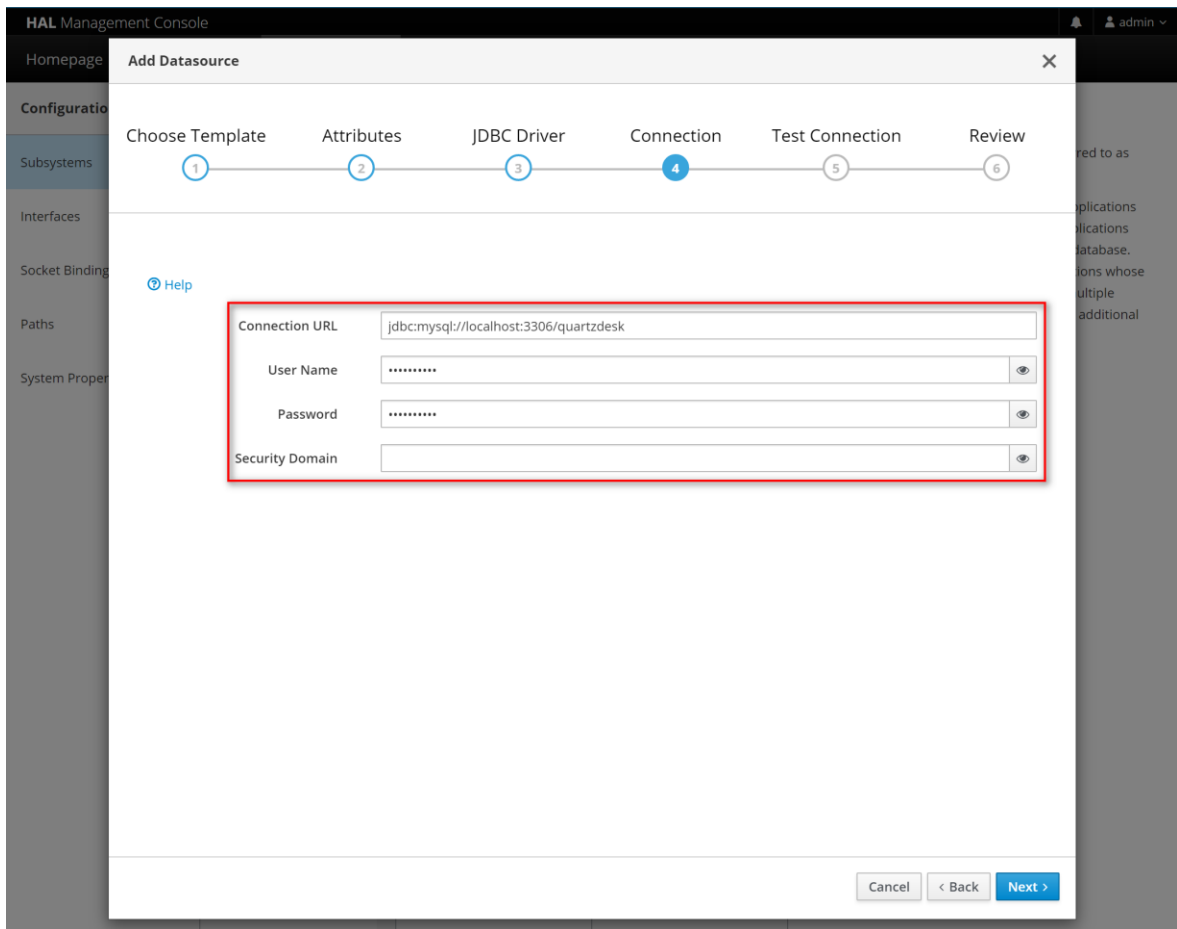 HAL Management Console
admin
Homepage
Add Datasource
Configuratio
Choose Template Attributes JDBC Driver Connection Test Connection Review
1 2 3 4 5 6
Subsystems
red to as
Interfaces
pplications
plications
Socket Binding
database.
ions whose
Help
ultiple
additional
Paths
Connection URL jdbc:mysql://localhost:3306/quartzdesk
User Name ••••••••••
System Proper
Password ••••••••••
Security Domain
Cancel < Back Next >